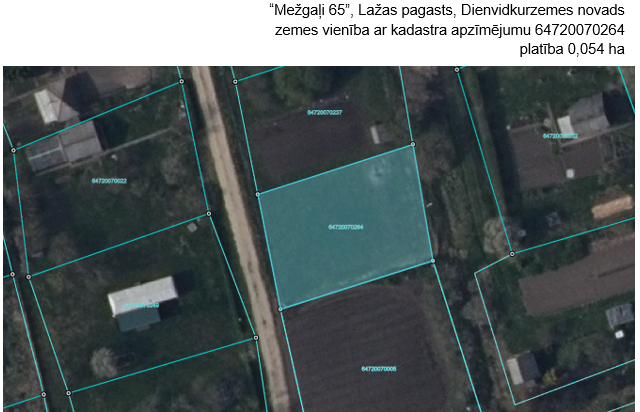 “Mežgaļi 65”, Lažas pagasts, Dienvidkurzemes novads
zemes vienība ar kadastra apzīmējumu 64720070264
platība 0,054 ha
64720070237
64720070022
64720070264
64720070008